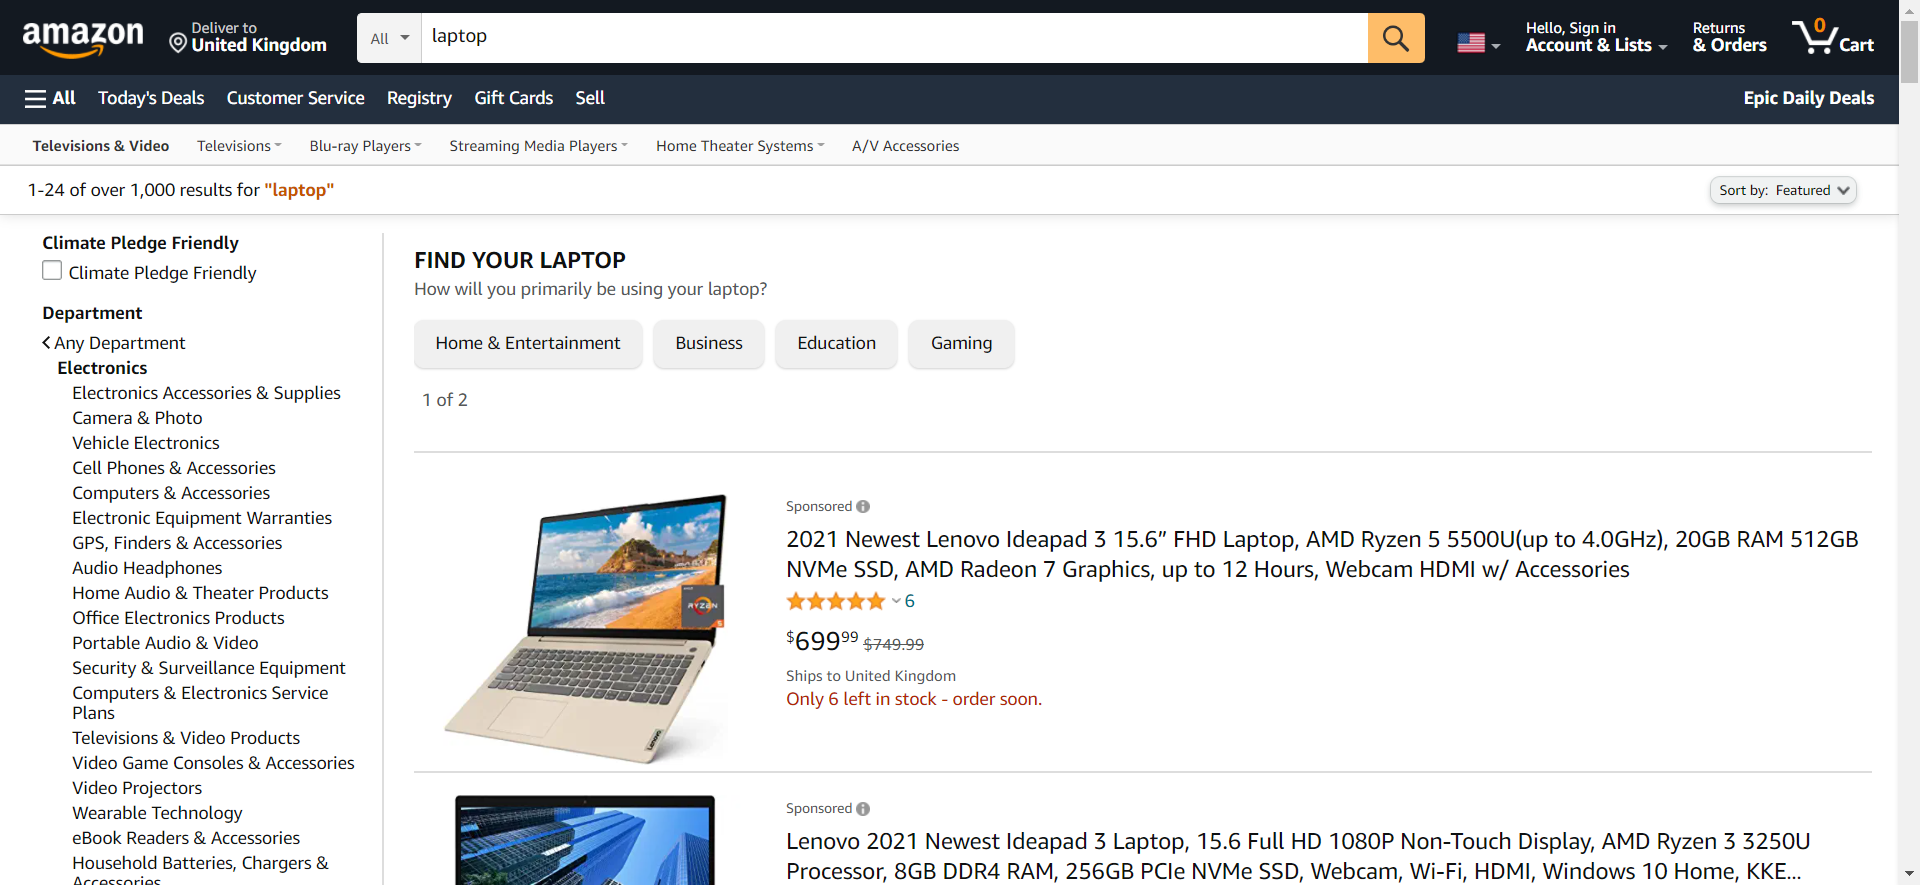 amazon
Deliver to
United Kingdom
All
laptop
Hello, Sign in
Account & Lists
Returns
& Orders
0
Cart
All
Today's Deals
Customer Service
Registry
Gift Cards
Sell
Epic Daily Deals
Televisions & Video
Televisions
Blu-ray Players
Streaming Media Players
Home Theater Systems
A/V Accessories
1-24 of over 1,000 results for "laptop"
Sort by: Featured
Climate Pledge Friendly
Climate Pledge Friendly
Department
Any Department
Electronics
Electronics Accessories & Supplies
Camera & Photo
Vehicle Electronics
Cell Phones & Accessories
Computers & Accessories
Electronic Equipment Warranties
GPS, Finders & Accessories
Audio Headphones
Home Audio & Theater Products
Office Electronics Products
Portable Audio & Video
Security & Surveillance Equipment
Computers & Electronics Service
Plans
Televisions & Video Products
Video Game Consoles & Accessories
Video Projectors
Wearable Technology
eBook Readers & Accessories
Household Batteries, Chargers &
Accessories
FIND YOUR LAPTOP
How will you primarily be using your laptop?
Home & Entertainment
Business
Education
Gaming
1 of 2
RYZEN
5
Lenovo
Sponsored
2021 Newest Lenovo Ideapad 3 15.6” FHD Laptop, AMD Ryzen 5 5500U(up to 4.0GHz), 20GB RAM 512GB
NVMe SSD, AMD Radeon 7 Graphics, up to 12 Hours, Webcam HDMI w/ Accessories
6
$699.99 $749.99
Ships to United Kingdom
Only 6 left in stock - order soon.
Sponsored
Lenovo 2021 Newest Ideapad 3 Laptop, 15.6 Full HD 1080P Non-Touch Display, AMD Ryzen 3 3250U
Processor, 8GB DDR4 RAM, 256GB PCIe NVMe SSD, Webcam, Wi-Fi, HDMI, Windows 10 Home, KKE...